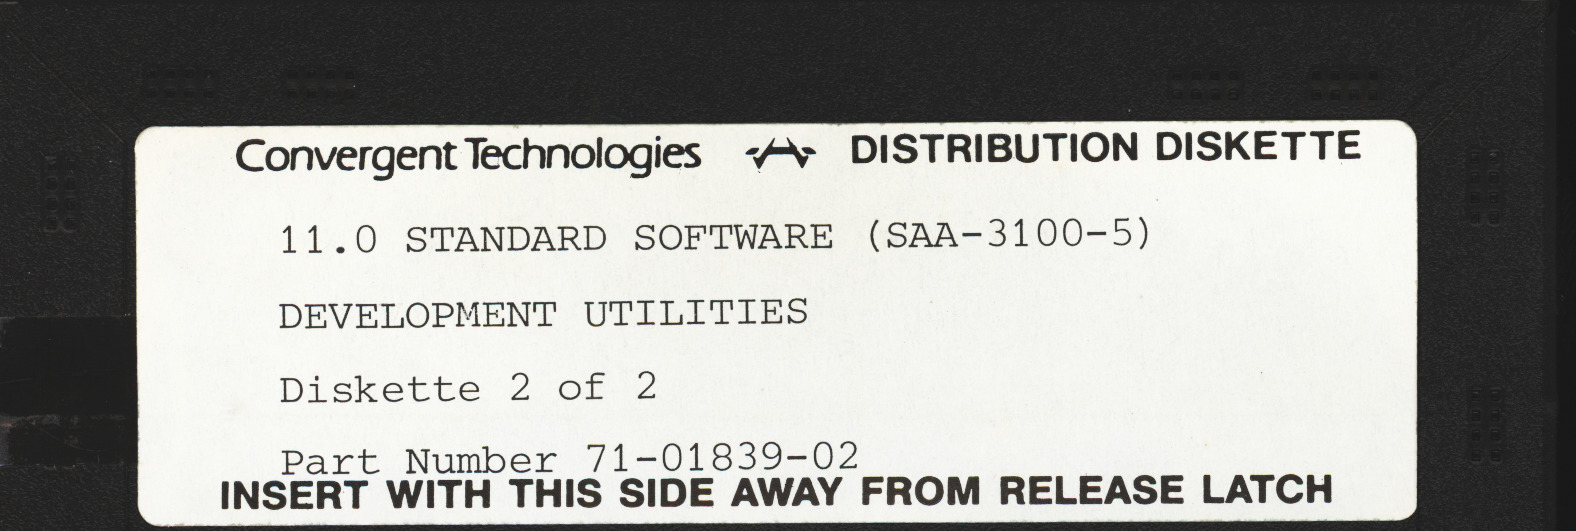 Convergent Technologies DISTRIBUTION DISKETTE
11.0 STANDARD SOFTWARE (SAA-3100-5)
DEVELOPMENT UTILITIES
Diskette 2 of 2
Part Number 71-01839-02
INSERT WITH THIS SIDE AWAY FROM RELEASE LATCH